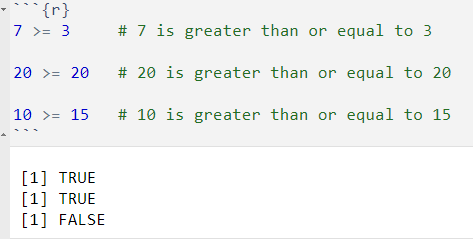 ```{r}
7 >= 3     # 7 is greater than or equal to 3
20 >= 20   # 20 is greater than or equal to 20
10 >= 15   # 10 is greater than or equal to 15
```
[1] TRUE
[1] TRUE
[1] FALSE